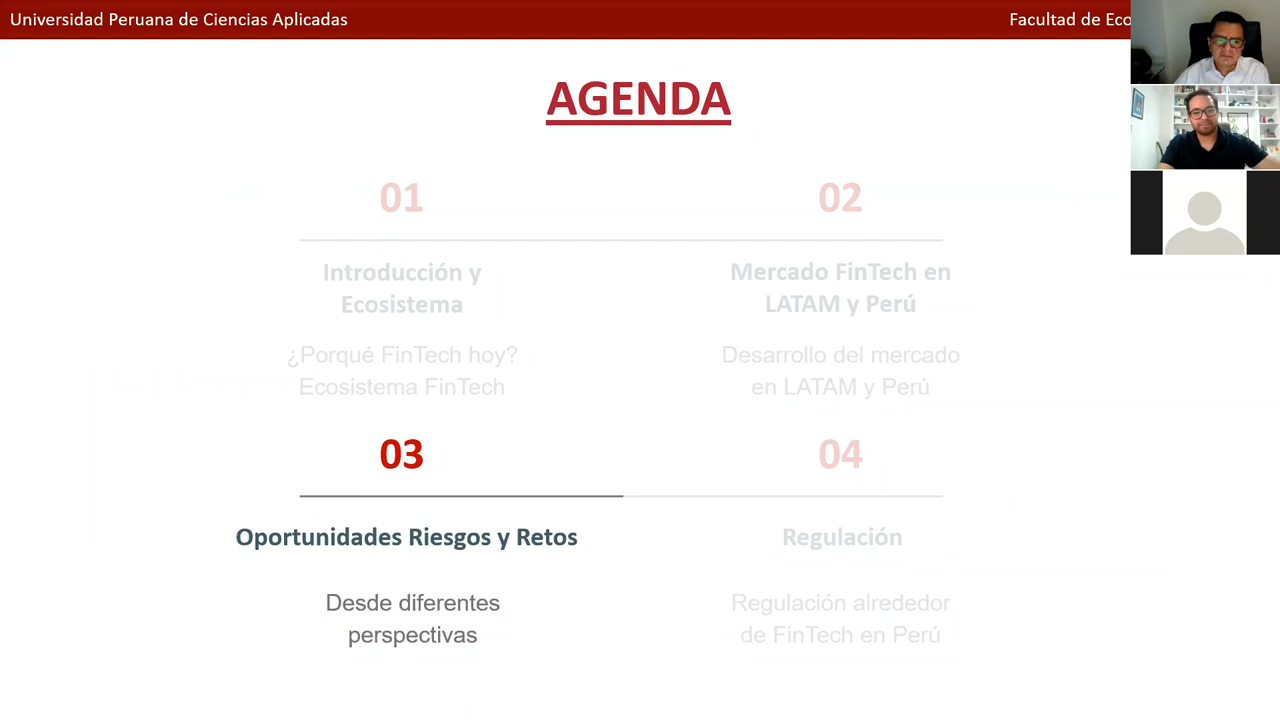 Universidad Peruana de Ciencias Aplicadas
Facultad de Eco
AGENDA
01
02
Introducción y
Ecosistema
Mercado FinTech en
LATAM y Perú
¿Porqué FinTech hoy?
Ecosistema FinTech
Desarrollo del mercado
en LATAM y Perú
03
04
Oportunidades Riesgos y Retos
Regulación
Desde diferentes
perspectivas
Regulación alrededor
de FinTech en Perú